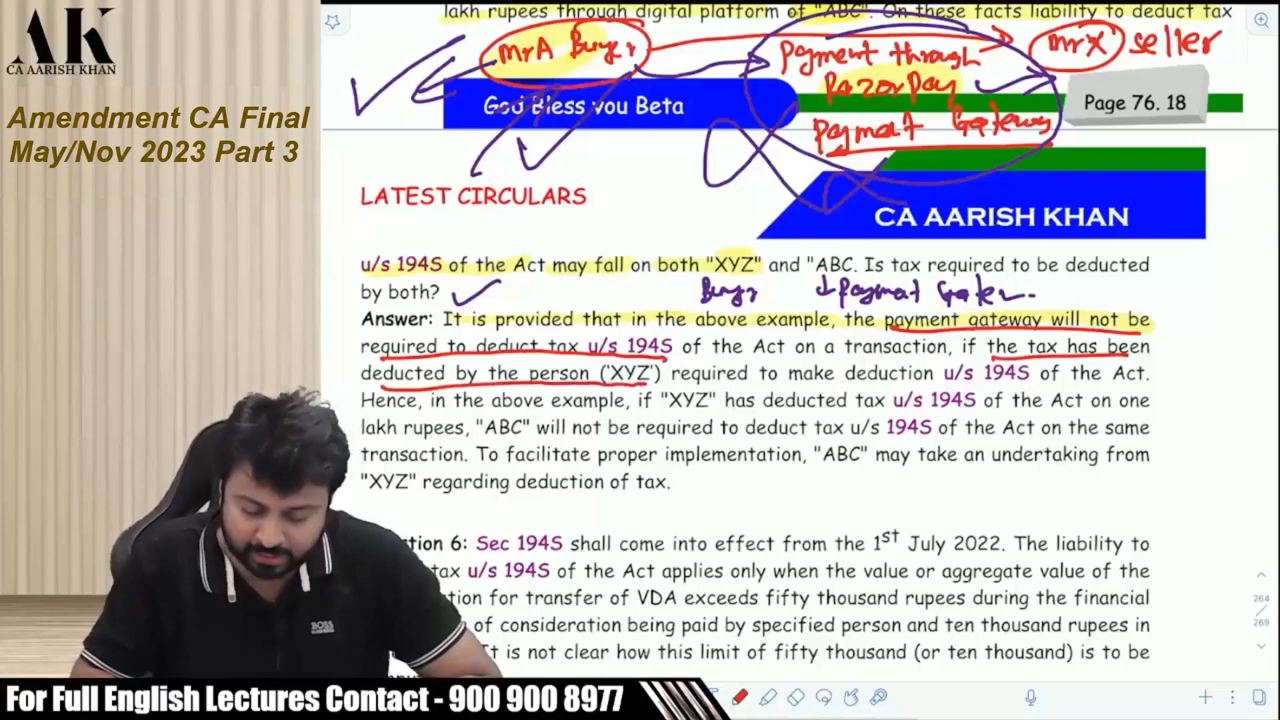 AK
CA AARISH KHAN
Amendment CA Final
May/Nov 2023 Part 3
lakh rupees through digital platform of "ABC". On these facts liability to deduct tax
MrA Buyer
Payment through
Mr X seller
RazorPay
Payment Gateway
God Bless you Beta
Page 76. 18
LATEST CIRCULARS
CA AARISH KHAN
u/s 194S of the Act may fall on both "XYZ" and "ABC. Is tax required to be deducted
by both?
Buyer
Payment
Answer: It is provided that in the above example, the payment gateway will not be
required to deduct tax u/s 194S of the Act on a transaction, if the tax has been
deducted by the person ('XYZ') required to make deduction u/s 194S of the Act.
Hence, in the above example, if "XYZ" has deducted tax u/s 194S of the Act on one
lakh rupees, "ABC" will not be required to deduct tax u/s 194S of the Act on the same
transaction. To facilitate proper implementation, "ABC" may take an undertaking from
"XYZ" regarding deduction of tax.
tion 6: Sec 194S shall come into effect from the 1st July 2022. The liability to
tax u/s 194S of the Act applies only when the value or aggregate value of the
tion for transfer of VDA exceeds fifty thousand rupees during the financial
of consideration being paid by specified person and ten thousand rupees in
It is not clear how this limit of fifty thousand (or ten thousand) is to be
264
269
BOSS
For Full English Lectures Contact - 900 900 8977